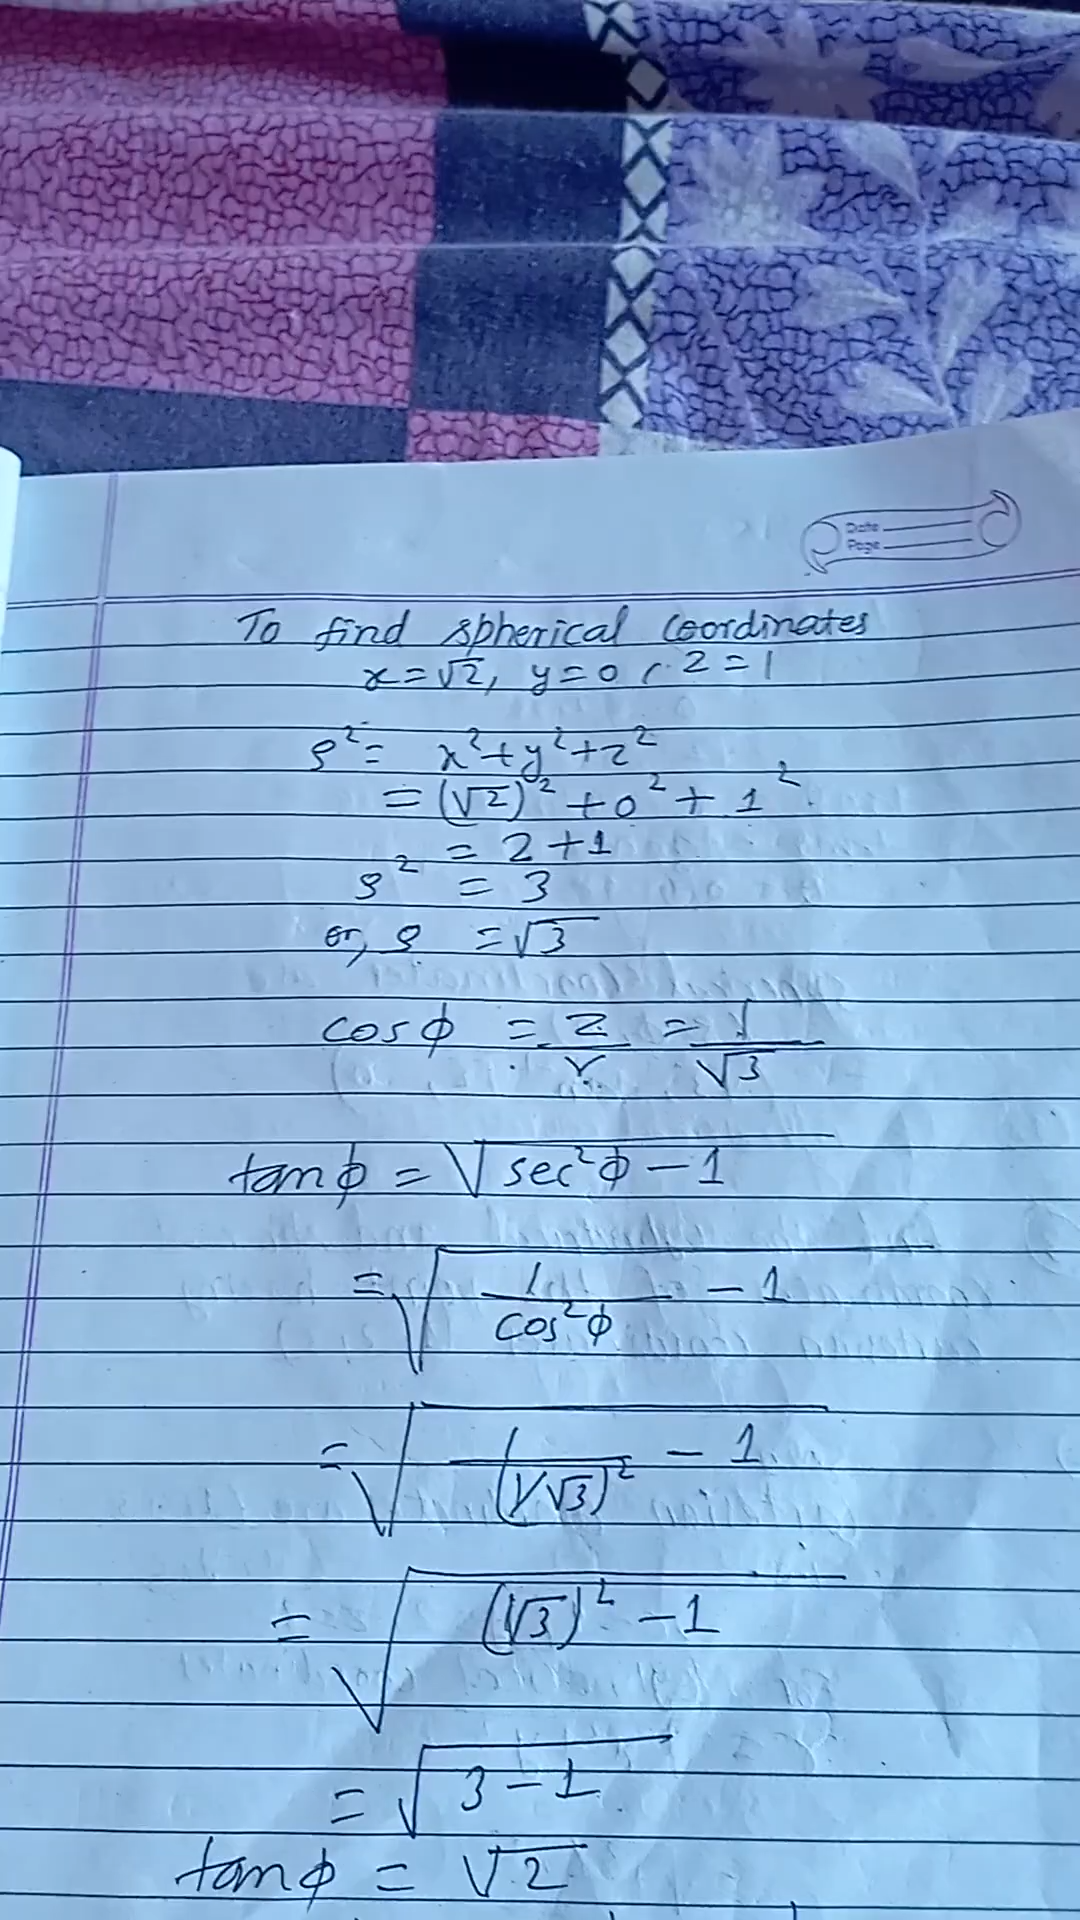 Date
Page
To find spherical coordinates
x = √2, y = 0, z = 1
ρ² = x² + y² + z²
= (√2)² + 0² + 1²
= 2 + 1
ρ² = 3
or, ρ = √3
cos ϕ = z/r = 1/√3
tan ϕ = √(sec²ϕ − 1)
= √(1/cos²ϕ − 1)
= √(1/(1/√3)² − 1)
= √((√3)² − 1)
= √(3 − 1)
tan ϕ = √2